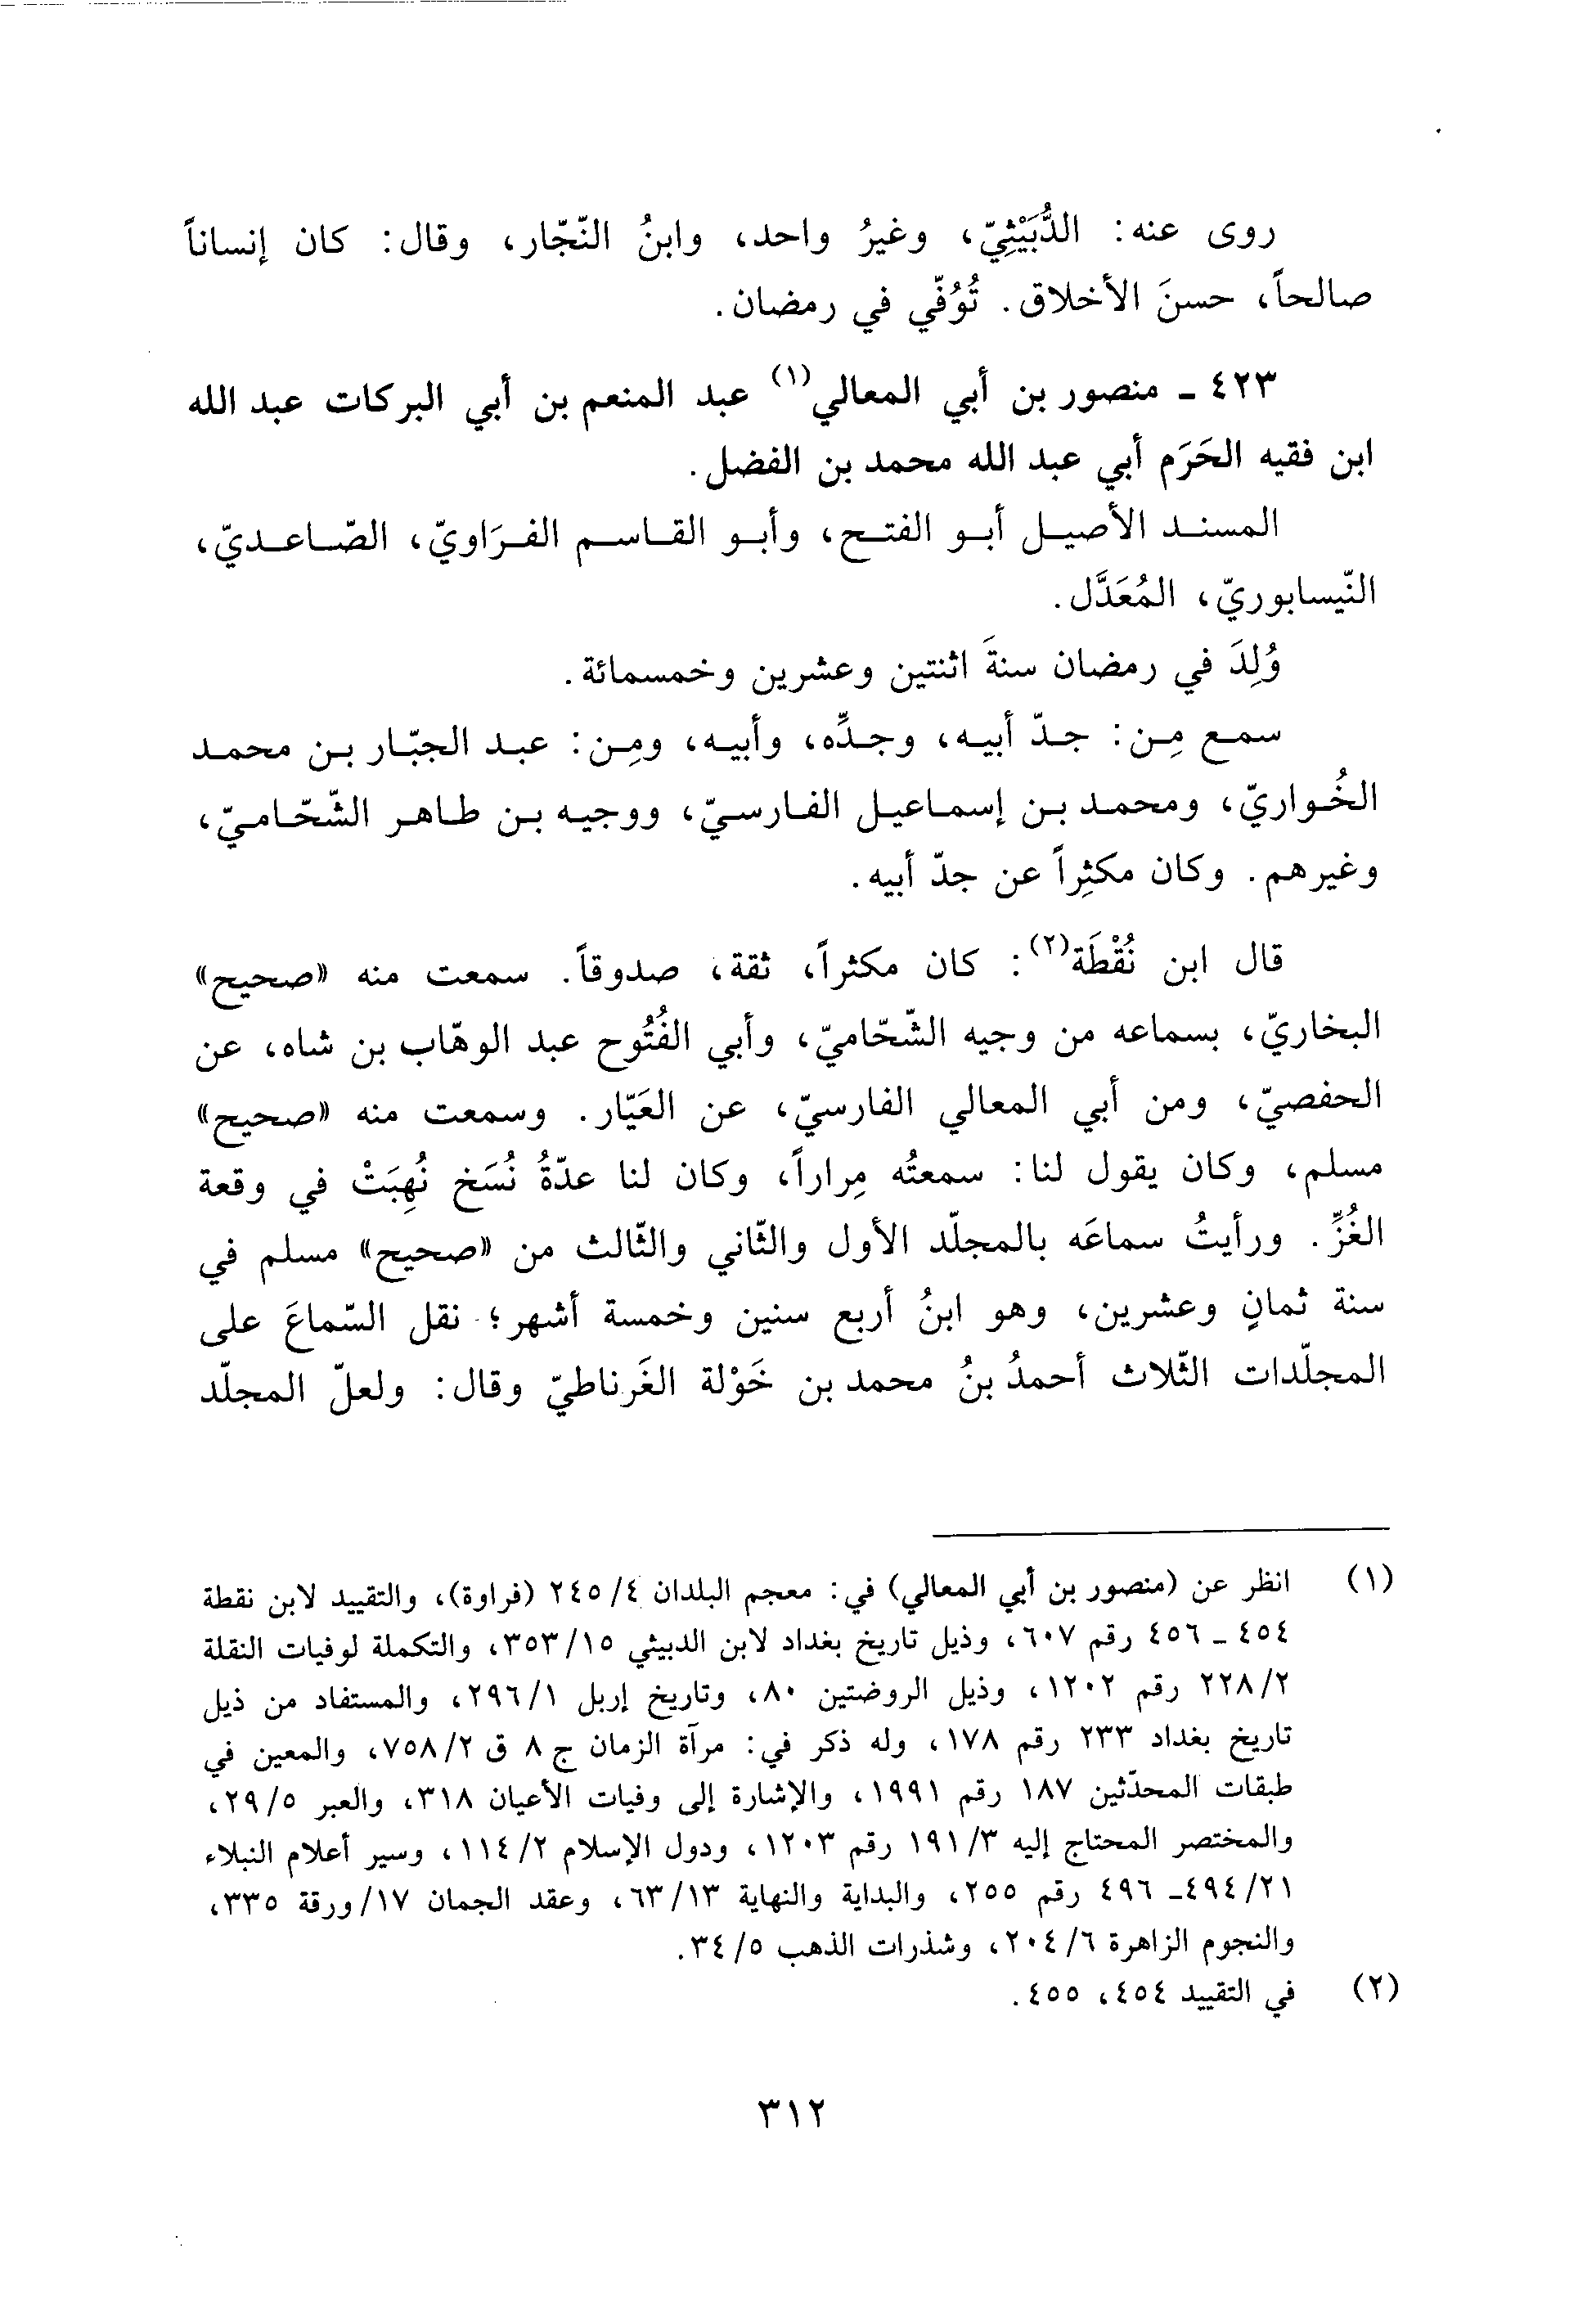 روى عنه: الدُّبَيْثِيّ، وغيرُ واحد، وابنُ النّجّار، وقال: كان إنساناً
صالحاً، حسنَ الأخلاق. تُوُفّي في رمضان.
٤٢٣ ـ منصور بن أبي المعالي(١) عبد المنعم بن أبي البركات عبد الله
ابن فقيه الحَرَم أبي عبد الله محمد بن الفضل.
المسنـد الأصيـل أبـو الفتـح، وأبـو القـاسـم الفـرَاويّ، الصّـاعـديّ،
النّيسابوريّ، المُعَدَّل.
وُلِدَ في رمضان سنةَ اثنتين وعشرين وخمسمائة.
سمع مِن: جدّ أبيه، وجدِّه، وأبيه، ومِن: عبد الجبّار بن محمد
الخُواريّ، ومحمد بن إسماعيل الفارسيّ، ووجيه بن طاهر الشّحّاميّ،
وغيرهم. وكان مكثِراً عن جدّ أبيه.
قال ابن نُقْطَة(٢): كان مكثراً، ثقة، صدوقاً. سمعت منه «صحيح»
البخاريّ، بسماعه من وجيه الشّحّاميّ، وأبي الفُتُوح عبد الوهّاب بن شاه، عن
الحفصيّ، ومن أبي المعالي الفارسيّ، عن العَيّار. وسمعت منه «صحيح»
مسلم، وكان يقول لنا: سمعتُه مِراراً، وكان لنا عدّةُ نُسَخ نُهِبَتْ في وقعة
الغُزِّ. ورأيتُ سماعَه بالمجلّد الأول والثّاني والثّالث من «صحيح» مسلم في
سنة ثمانٍ وعشرين، وهو ابنُ أربع سنين وخمسة أشهر؛ نقل السّماعَ على
المجلّدات الثّلاث أحمدُ بنُ محمد بن خَوْلة الغَرناطيّ وقال: ولعلّ المجلّد
(١) انظر عن (منصور بن أبي المعالي) في: معجم البلدان ٢٤٥/٤ (فراوة)، والتقييد لابن نقطة
٤٥٤ ـ ٤٥٦ رقم ٦٠٧، وذيل تاريخ بغداد لابن الدبيثي ٣٥٣/١٥، والتكملة لوفيات النقلة
٢٢٨/٢ رقم ١٢٠٢، وذيل الروضتين ٨٠، وتاريخ إربل ٢٩٦/١، والمستفاد من ذيل
تاريخ بغداد ٢٣٣ رقم ١٧٨، وله ذكر في: مرآة الزمان ج ٨ ق ٧٥٨/٢، والمعين في
طبقات المحدّثين ١٨٧ رقم ١٩٩١، والإشارة إلى وفيات الأعيان ٣١٨، والعبر ٢٩/٥،
والمختصر المحتاج إليه ١٩١/٣ رقم ١٢٠٣، ودول الإسلام ١١٤/٢، وسير أعلام النبلاء
٤٩٤/٢١ـ ٤٩٦ رقم ٢٥٥، والبداية والنهاية ٦٣/١٣، وعقد الجمان ١٧/ورقة ٣٣٥،
والنجوم الزاهرة ٢٠٤/٦، وشذرات الذهب ٣٤/٥.
(٢) في التقييد ٤٥٤، ٤٥٥.
٣١٢